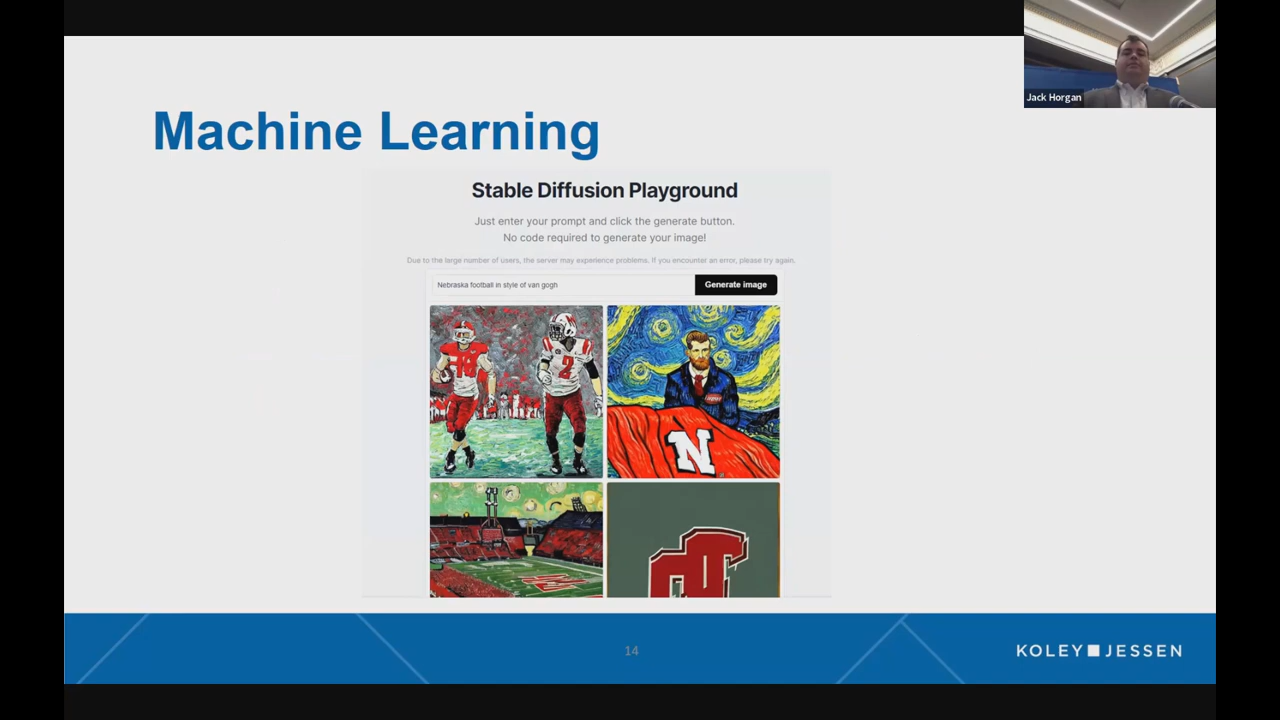 Jack Horgan
Machine Learning
Stable Diffusion Playground
Just enter your prompt and click the generate button.
No code required to generate your image!
Due to the large number of users, the server may experience problems. If you encounter an error, please try again.
Nebraska football in style of van gogh
Generate image
2
N
14
KOLEY JESSEN